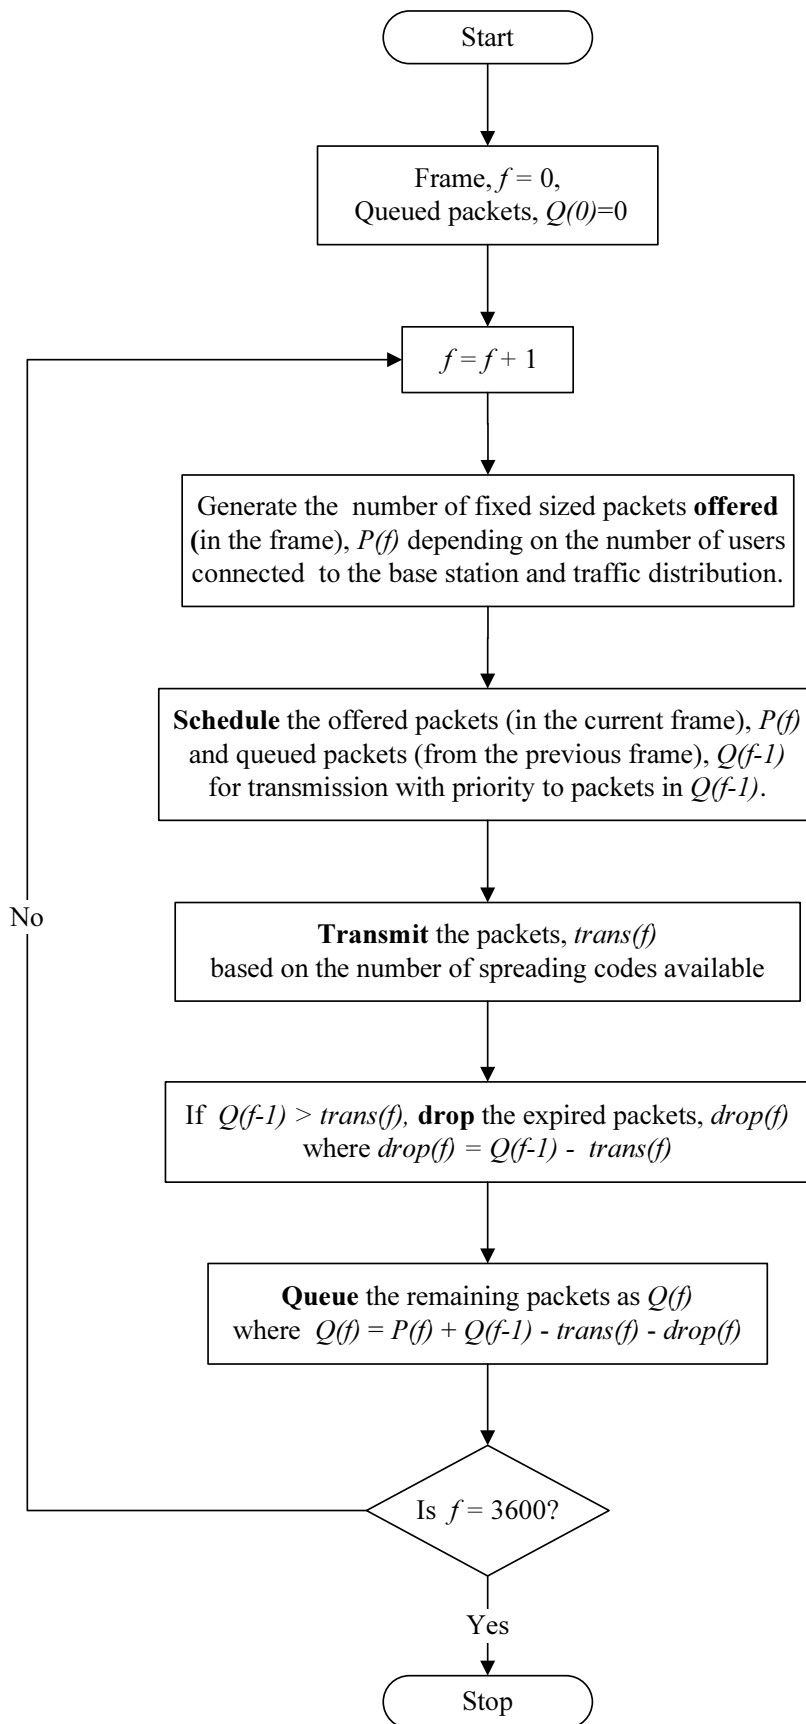 Start
Frame, f = 0,
Queued packets, Q(0)=0
f = f + 1
Generate the number of fixed sized packets offered
(in the frame), P(f) depending on the number of users
connected to the base station and traffic distribution.
Schedule the offered packets (in the current frame), P(f)
and queued packets (from the previous frame), Q(f-1)
for transmission with priority to packets in Q(f-1).
No
Transmit the packets, trans(f)
based on the number of spreading codes available
If Q(f-1) > trans(f), drop the expired packets, drop(f)
where drop(f) = Q(f-1) - trans(f)
Queue the remaining packets as Q(f)
where Q(f) = P(f) + Q(f-1) - trans(f) - drop(f)
Is f = 3600?
Yes
Stop